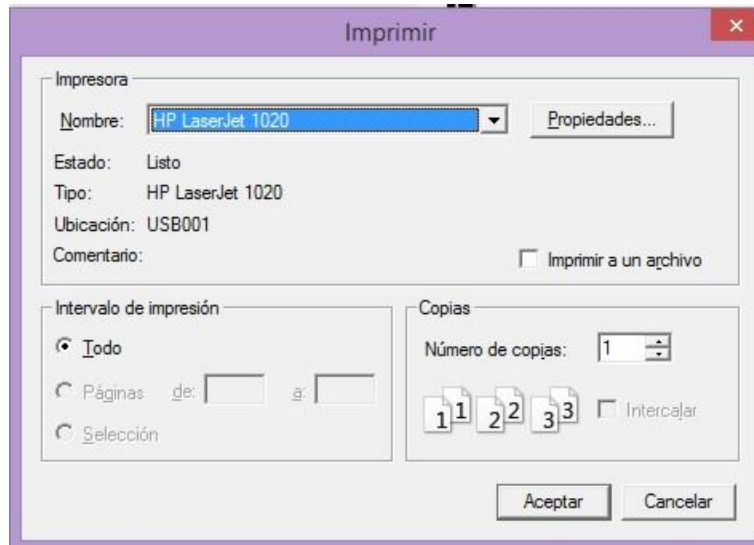 Imprimir
Impresora
Nombre: HP LaserJet 1020 Propiedades...
Estado: Listo
Tipo: HP LaserJet 1020
Ubicación: USB001
Comentario:
Imprimir a un archivo
Intervalo de impresión
Todo
Páginas de: a:
Selección
Copias
Número de copias: 1
1 1 2 2 3 3 Intercalar
Aceptar Cancelar